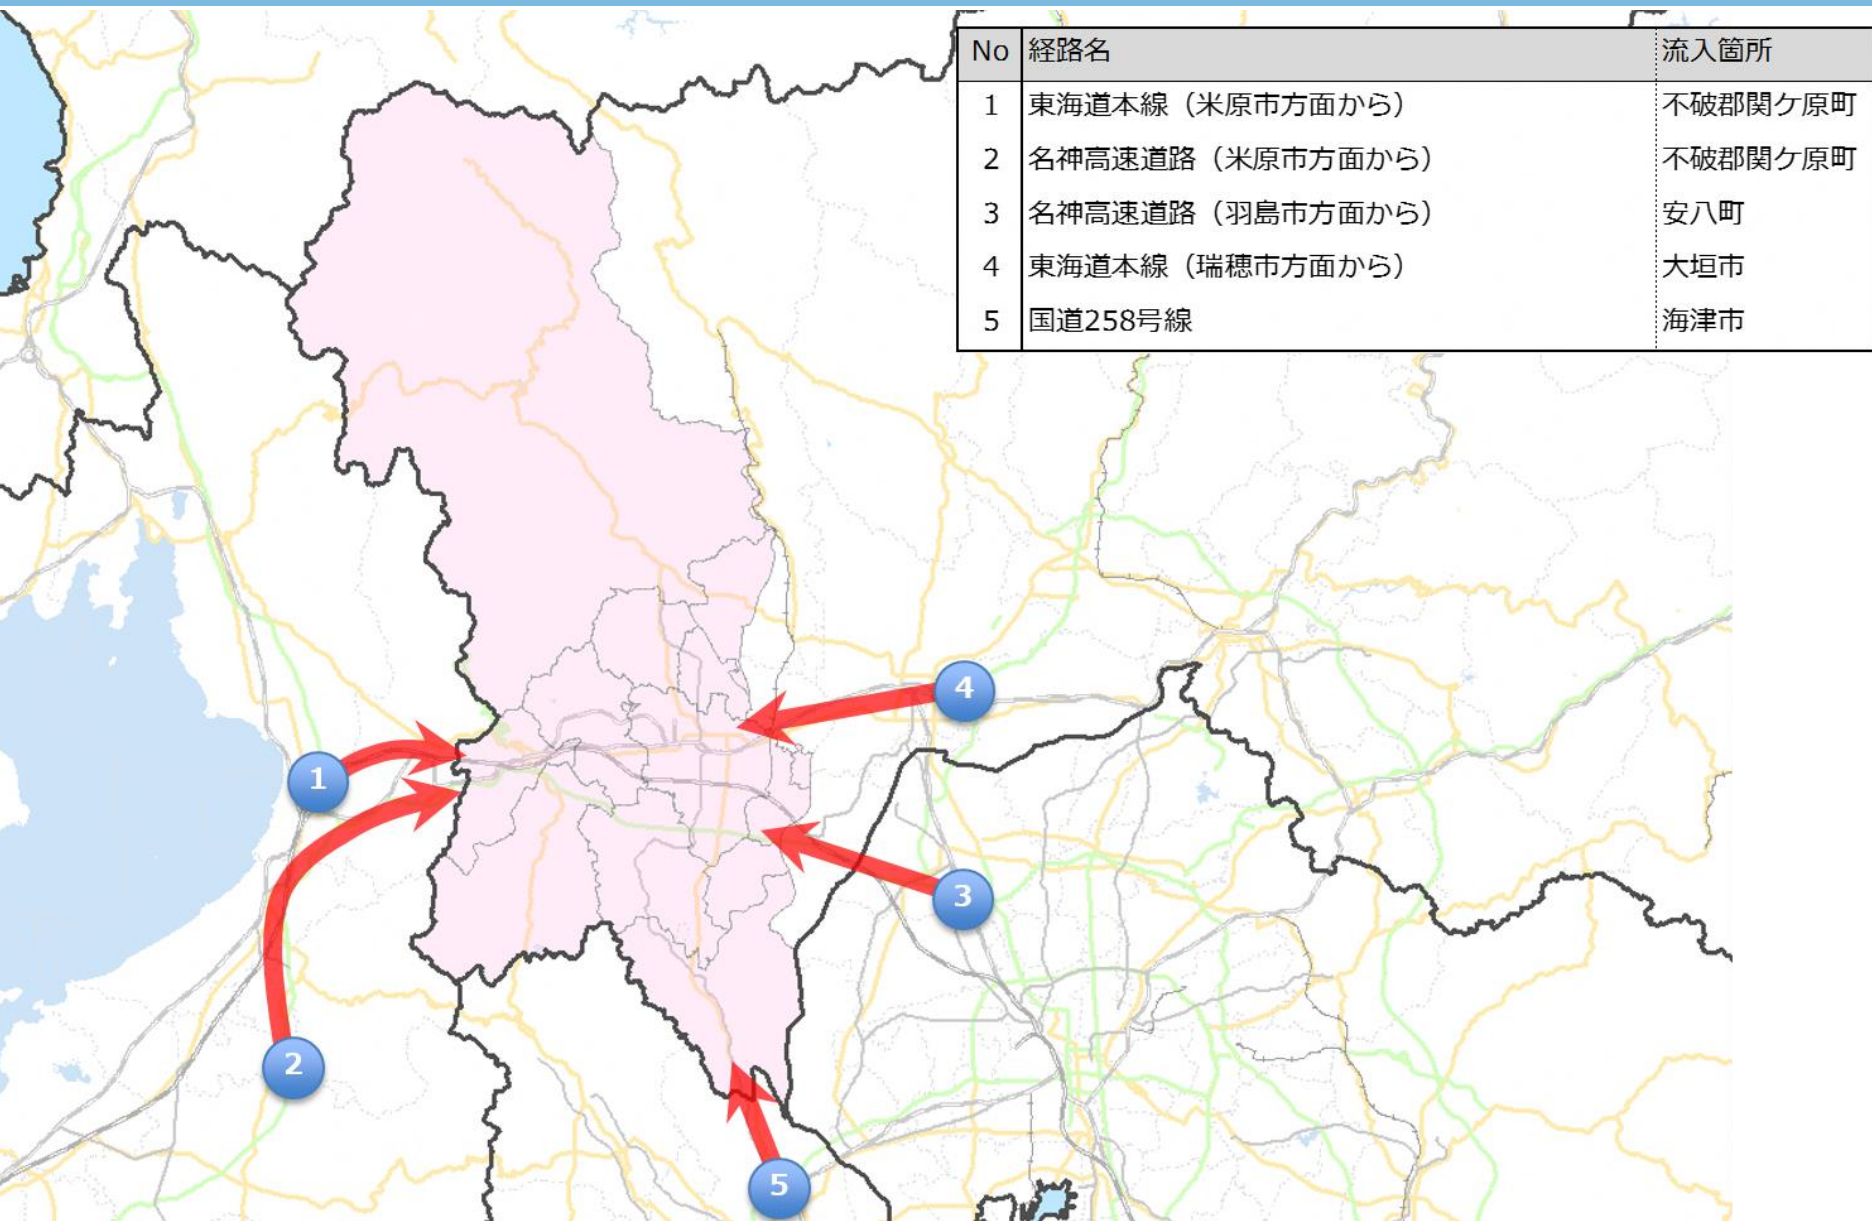 No 経路名 流入箇所
1 東海道本線（米原市方面から） 不破郡関ケ原町
2 名神高速道路（米原市方面から） 不破郡関ケ原町
3 名神高速道路（羽島市方面から） 安八町
4 東海道本線（瑞穂市方面から） 大垣市
5 国道258号線 海津市
4
1
3
2
5